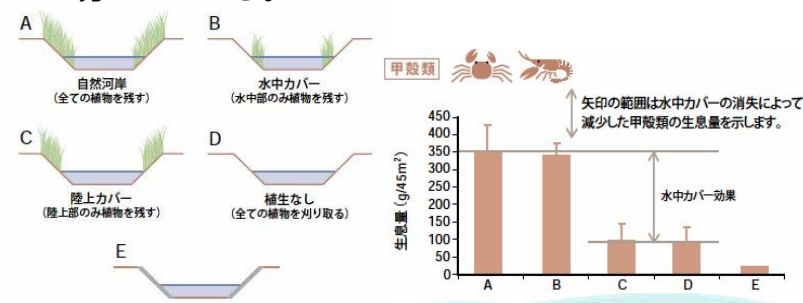 A
自然河岸
(全ての植物を残す)
B
水中カバー
(水中部のみ植物を残す)
C
陸上カバー
(陸上部のみ植物を残す)
D
植生なし
(全ての植物を刈り取る)
E
甲殻類
矢印の範囲は水中カバーの消失によって
減少した甲殻類の生息量を示します。
生息量(g/45m²)
450
400
350
300
250
200
150
100
50
0
水中カバー効果
A B C D E